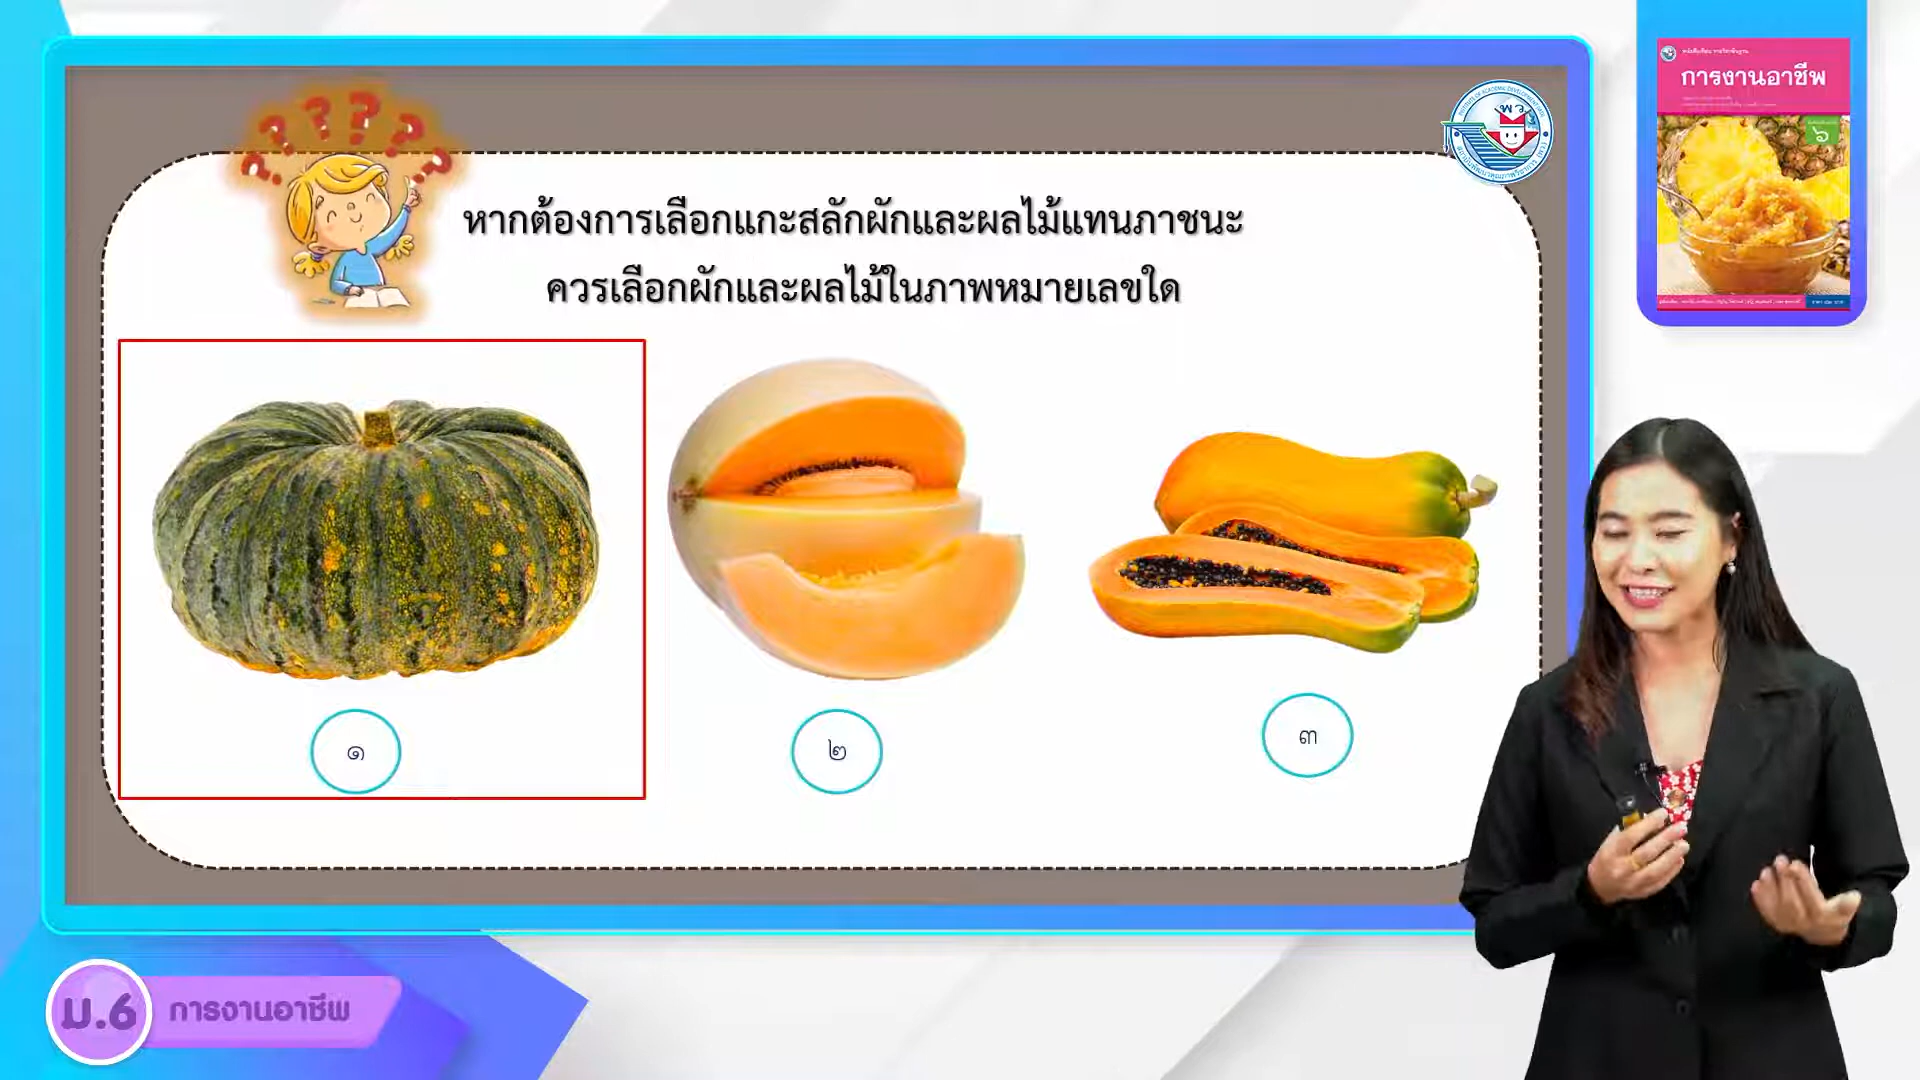 หากต้องการเลือกแกะสลักผักและผลไม้แทนภาชนะ
ควรเลือกผักและผลไม้ในภาพหมายเลขใด
๑
๒
๓
พว.
การงานอาชีพ
๖
ม.6 การงานอาชีพ